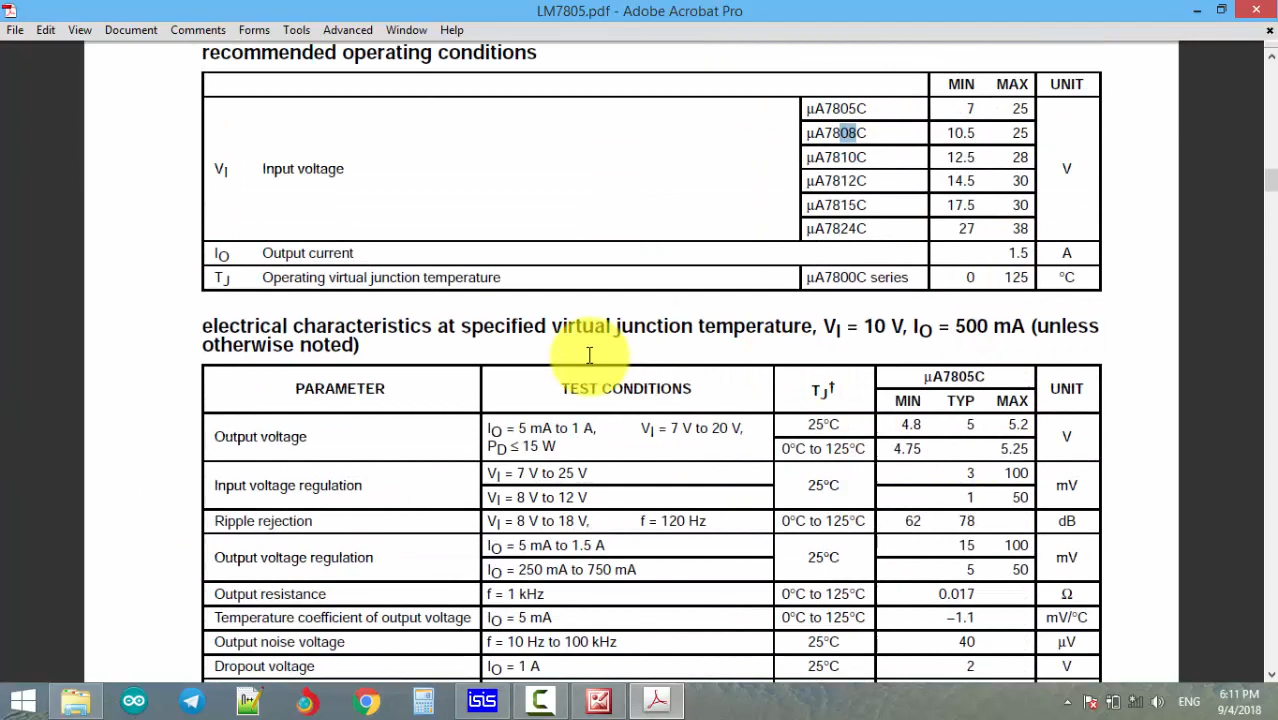 LM7805.pdf - Adobe Acrobat Pro
File Edit View Document Comments Forms Tools Advanced Window Help
recommended operating conditions
MIN MAX UNIT
VI Input voltage µA7805C 7 25 V
µA7808C 10.5 25
µA7810C 12.5 28
µA7812C 14.5 30
µA7815C 17.5 30
µA7824C 27 38
IO Output current 1.5 A
TJ Operating virtual junction temperature µA7800C series 0 125 °C
electrical characteristics at specified virtual junction temperature, VI = 10 V, IO = 500 mA (unless
otherwise noted)
PARAMETER TEST CONDITIONS TJ† µA7805C UNIT
MIN TYP MAX
Output voltage IO = 5 mA to 1 A, VI = 7 V to 20 V, 25°C 4.8 5 5.2 V
PD ≤ 15 W 0°C to 125°C 4.75 5.25
Input voltage regulation VI = 7 V to 25 V 25°C 3 100 mV
VI = 8 V to 12 V 1 50
Ripple rejection VI = 8 V to 18 V, f = 120 Hz 0°C to 125°C 62 78 dB
Output voltage regulation IO = 5 mA to 1.5 A 25°C 15 100 mV
IO = 250 mA to 750 mA 5 50
Output resistance f = 1 kHz 0°C to 125°C 0.017 Ω
Temperature coefficient of output voltage IO = 5 mA 0°C to 125°C –1.1 mV/°C
Output noise voltage f = 10 Hz to 100 kHz 25°C 40 µV
Dropout voltage IO = 1 A 25°C 2 V
isis ENG 6:11 PM
9/4/2018